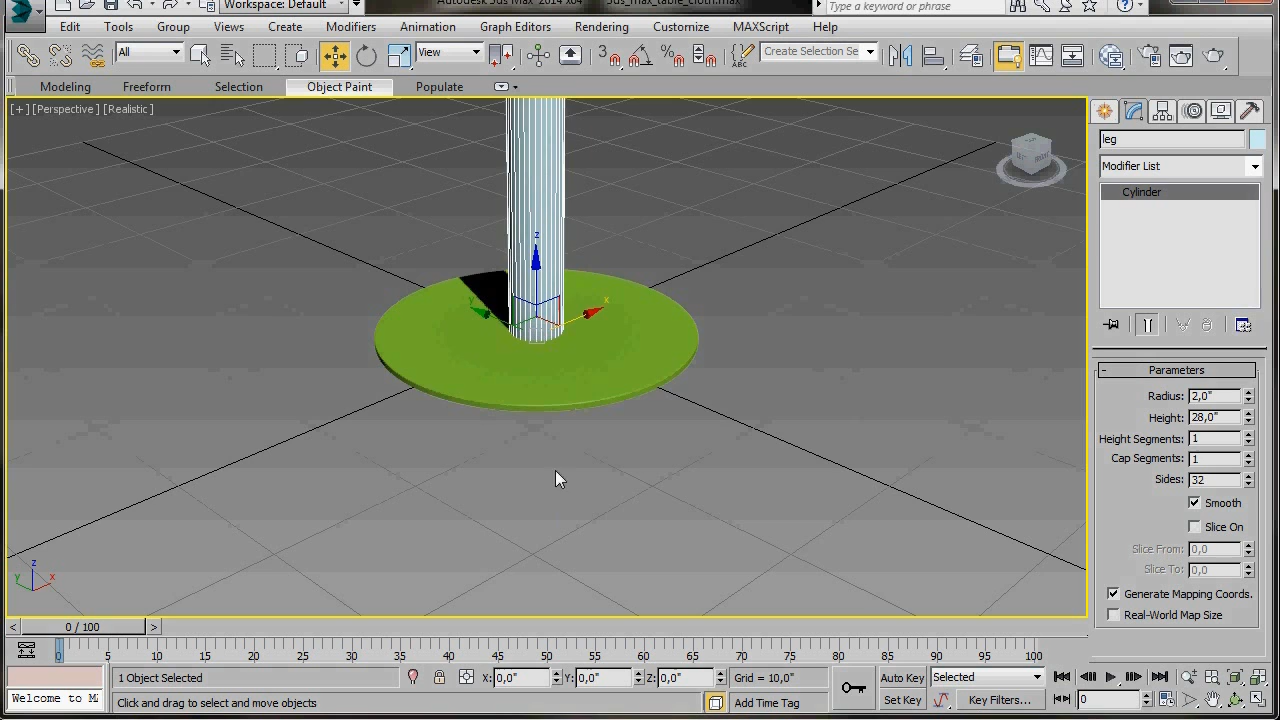 Workspace: Default
Autodesk 3ds Max 2014 x64
3ds_max_table_cloth.max
Type a keyword or phrase
Edit Tools Group Views Create Modifiers Animation Graph Editors Rendering Customize MAXScript Help
All
View
3
ABC
Create Selection Se
Modeling Freeform Selection Object Paint Populate
[+] [Perspective] [Realistic]
leg
Modifier List
Cylinder
z
y
x
- Parameters
Radius: 2,0"
Height: 28,0"
Height Segments: 1
Cap Segments: 1
Sides: 32
Smooth
Slice On
Slice From: 0,0
Slice To: 0,0
Generate Mapping Coords.
Real-World Map Size
z
y
x
< 0 / 100 >
0 5 10 15 20 25 30 35 40 45 50 55 60 65 70 75 80 85 90 95 100
1 Object Selected
X: 0,0" Y: 0,0" Z: 0,0" Grid = 10,0"
Auto Key Selected
Welcome to M
Click and drag to select and move objects
Add Time Tag
Set Key Key Filters...
0